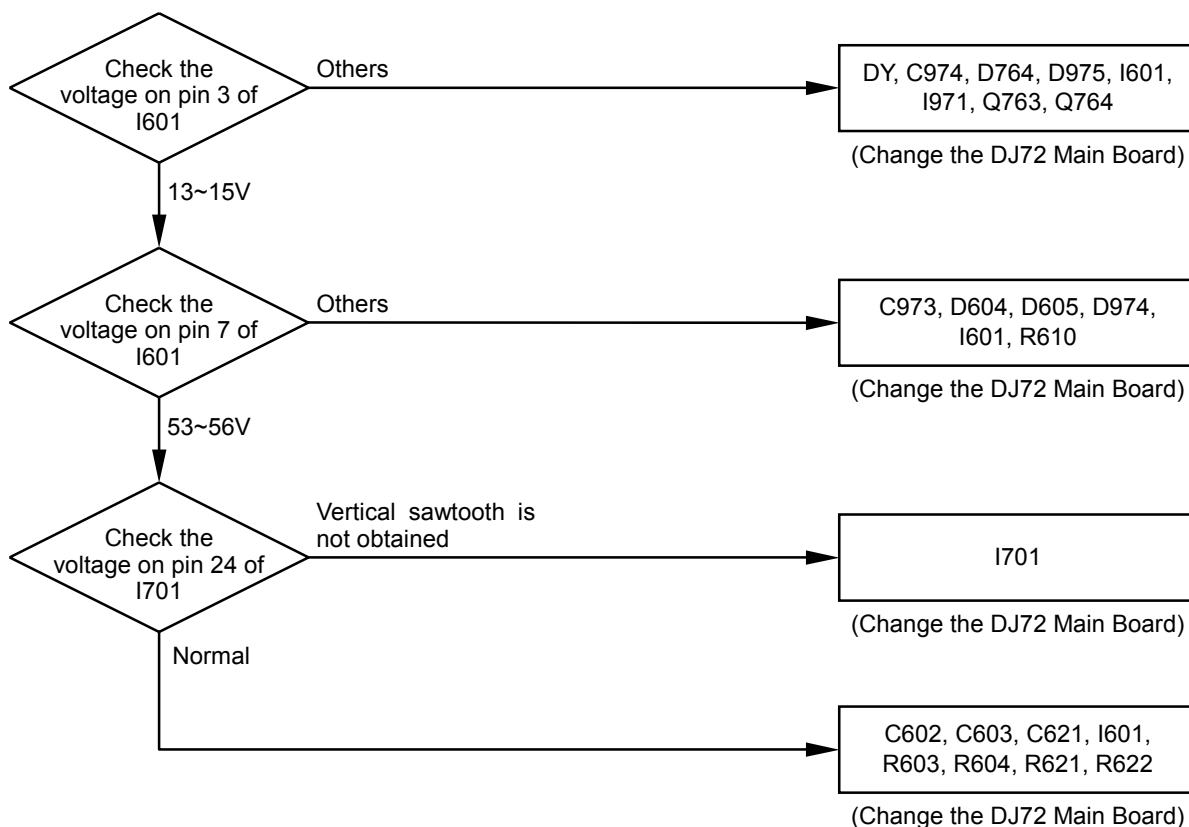 Check the
voltage on pin 3 of
I601
Others
DY, C974, D764, D975, I601,
I971, Q763, Q764
(Change the DJ72 Main Board)
13~15V
Check the
voltage on pin 7 of
I601
Others
C973, D604, D605, D974,
I601, R610
(Change the DJ72 Main Board)
53~56V
Check the
voltage on pin 24 of
I701
Vertical sawtooth is
not obtained
I701
(Change the DJ72 Main Board)
Normal
C602, C603, C621, I601,
R603, R604, R621, R622
(Change the DJ72 Main Board)